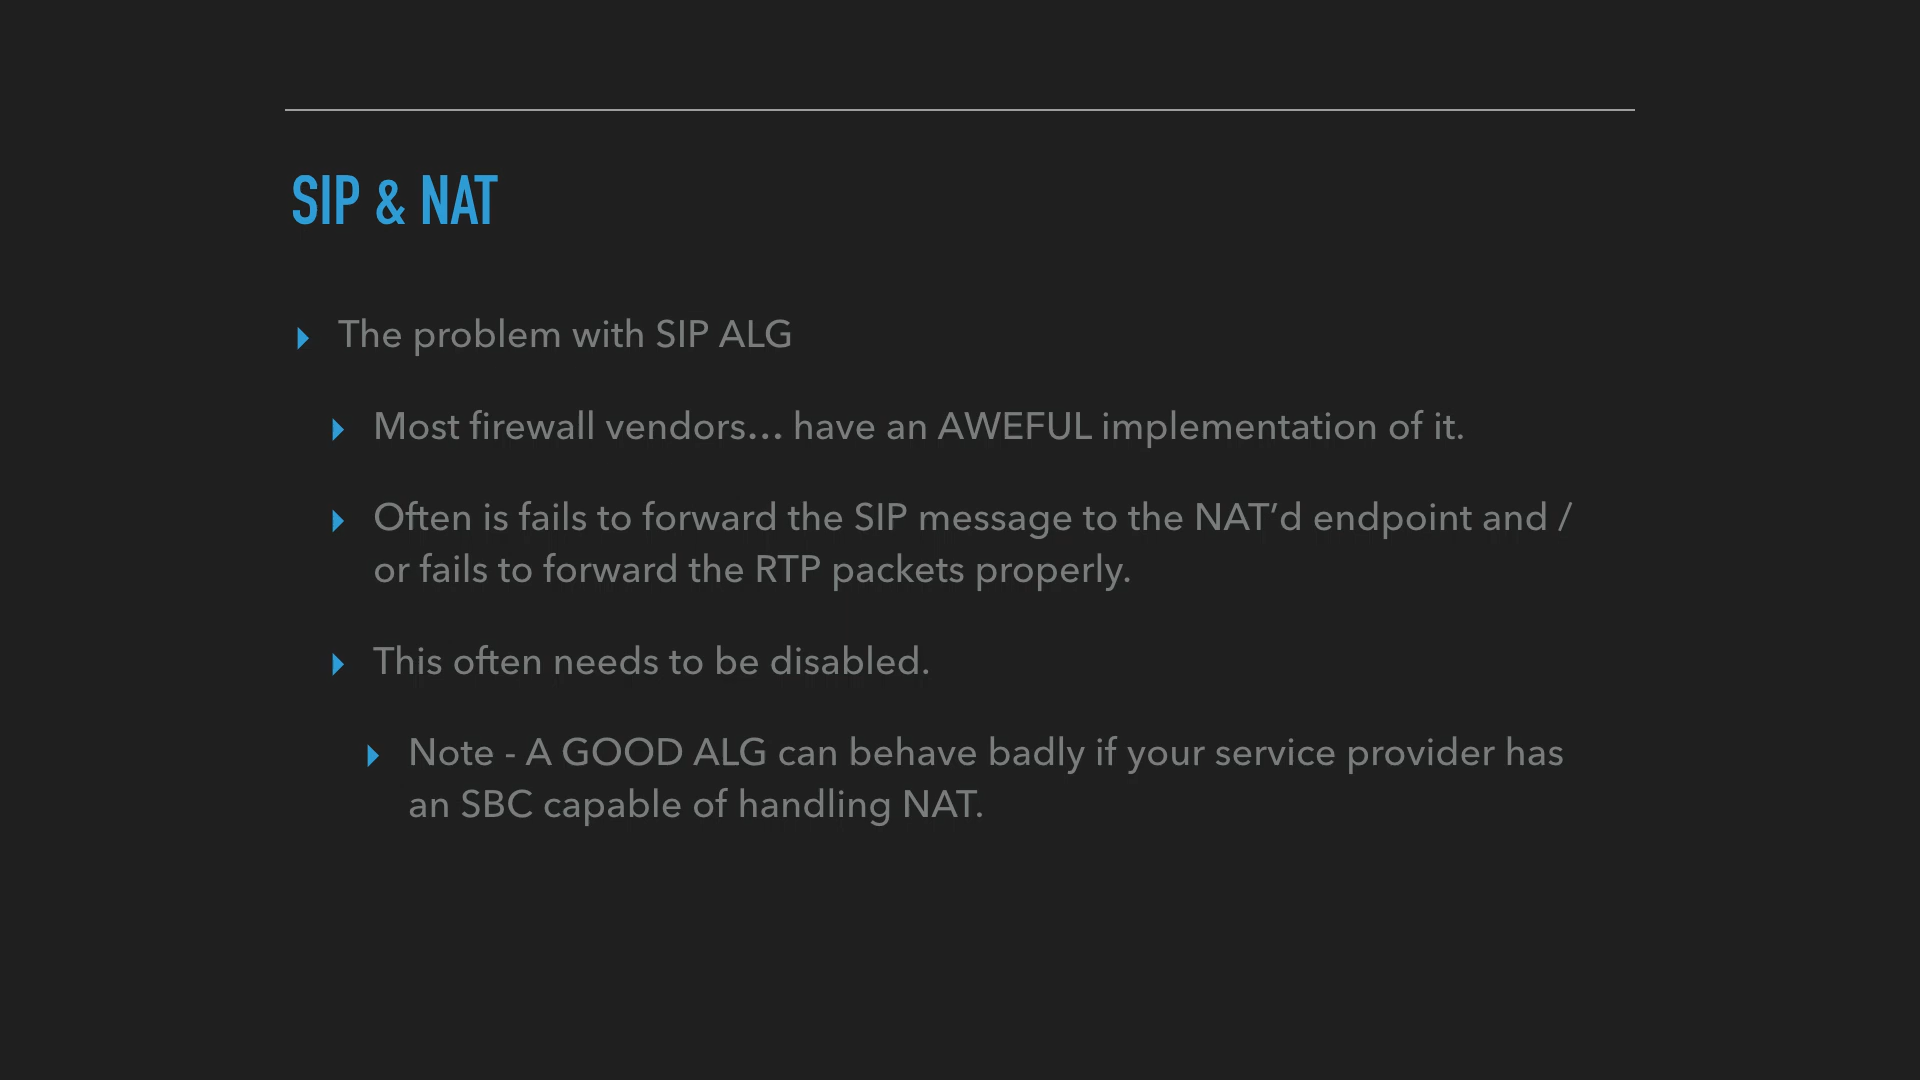 SIP & NAT
The problem with SIP ALG
Most firewall vendors... have an AWEFUL implementation of it.
Often is fails to forward the SIP message to the NAT’d endpoint and /
or fails to forward the RTP packets properly.
This often needs to be disabled.
Note - A GOOD ALG can behave badly if your service provider has
an SBC capable of handling NAT.